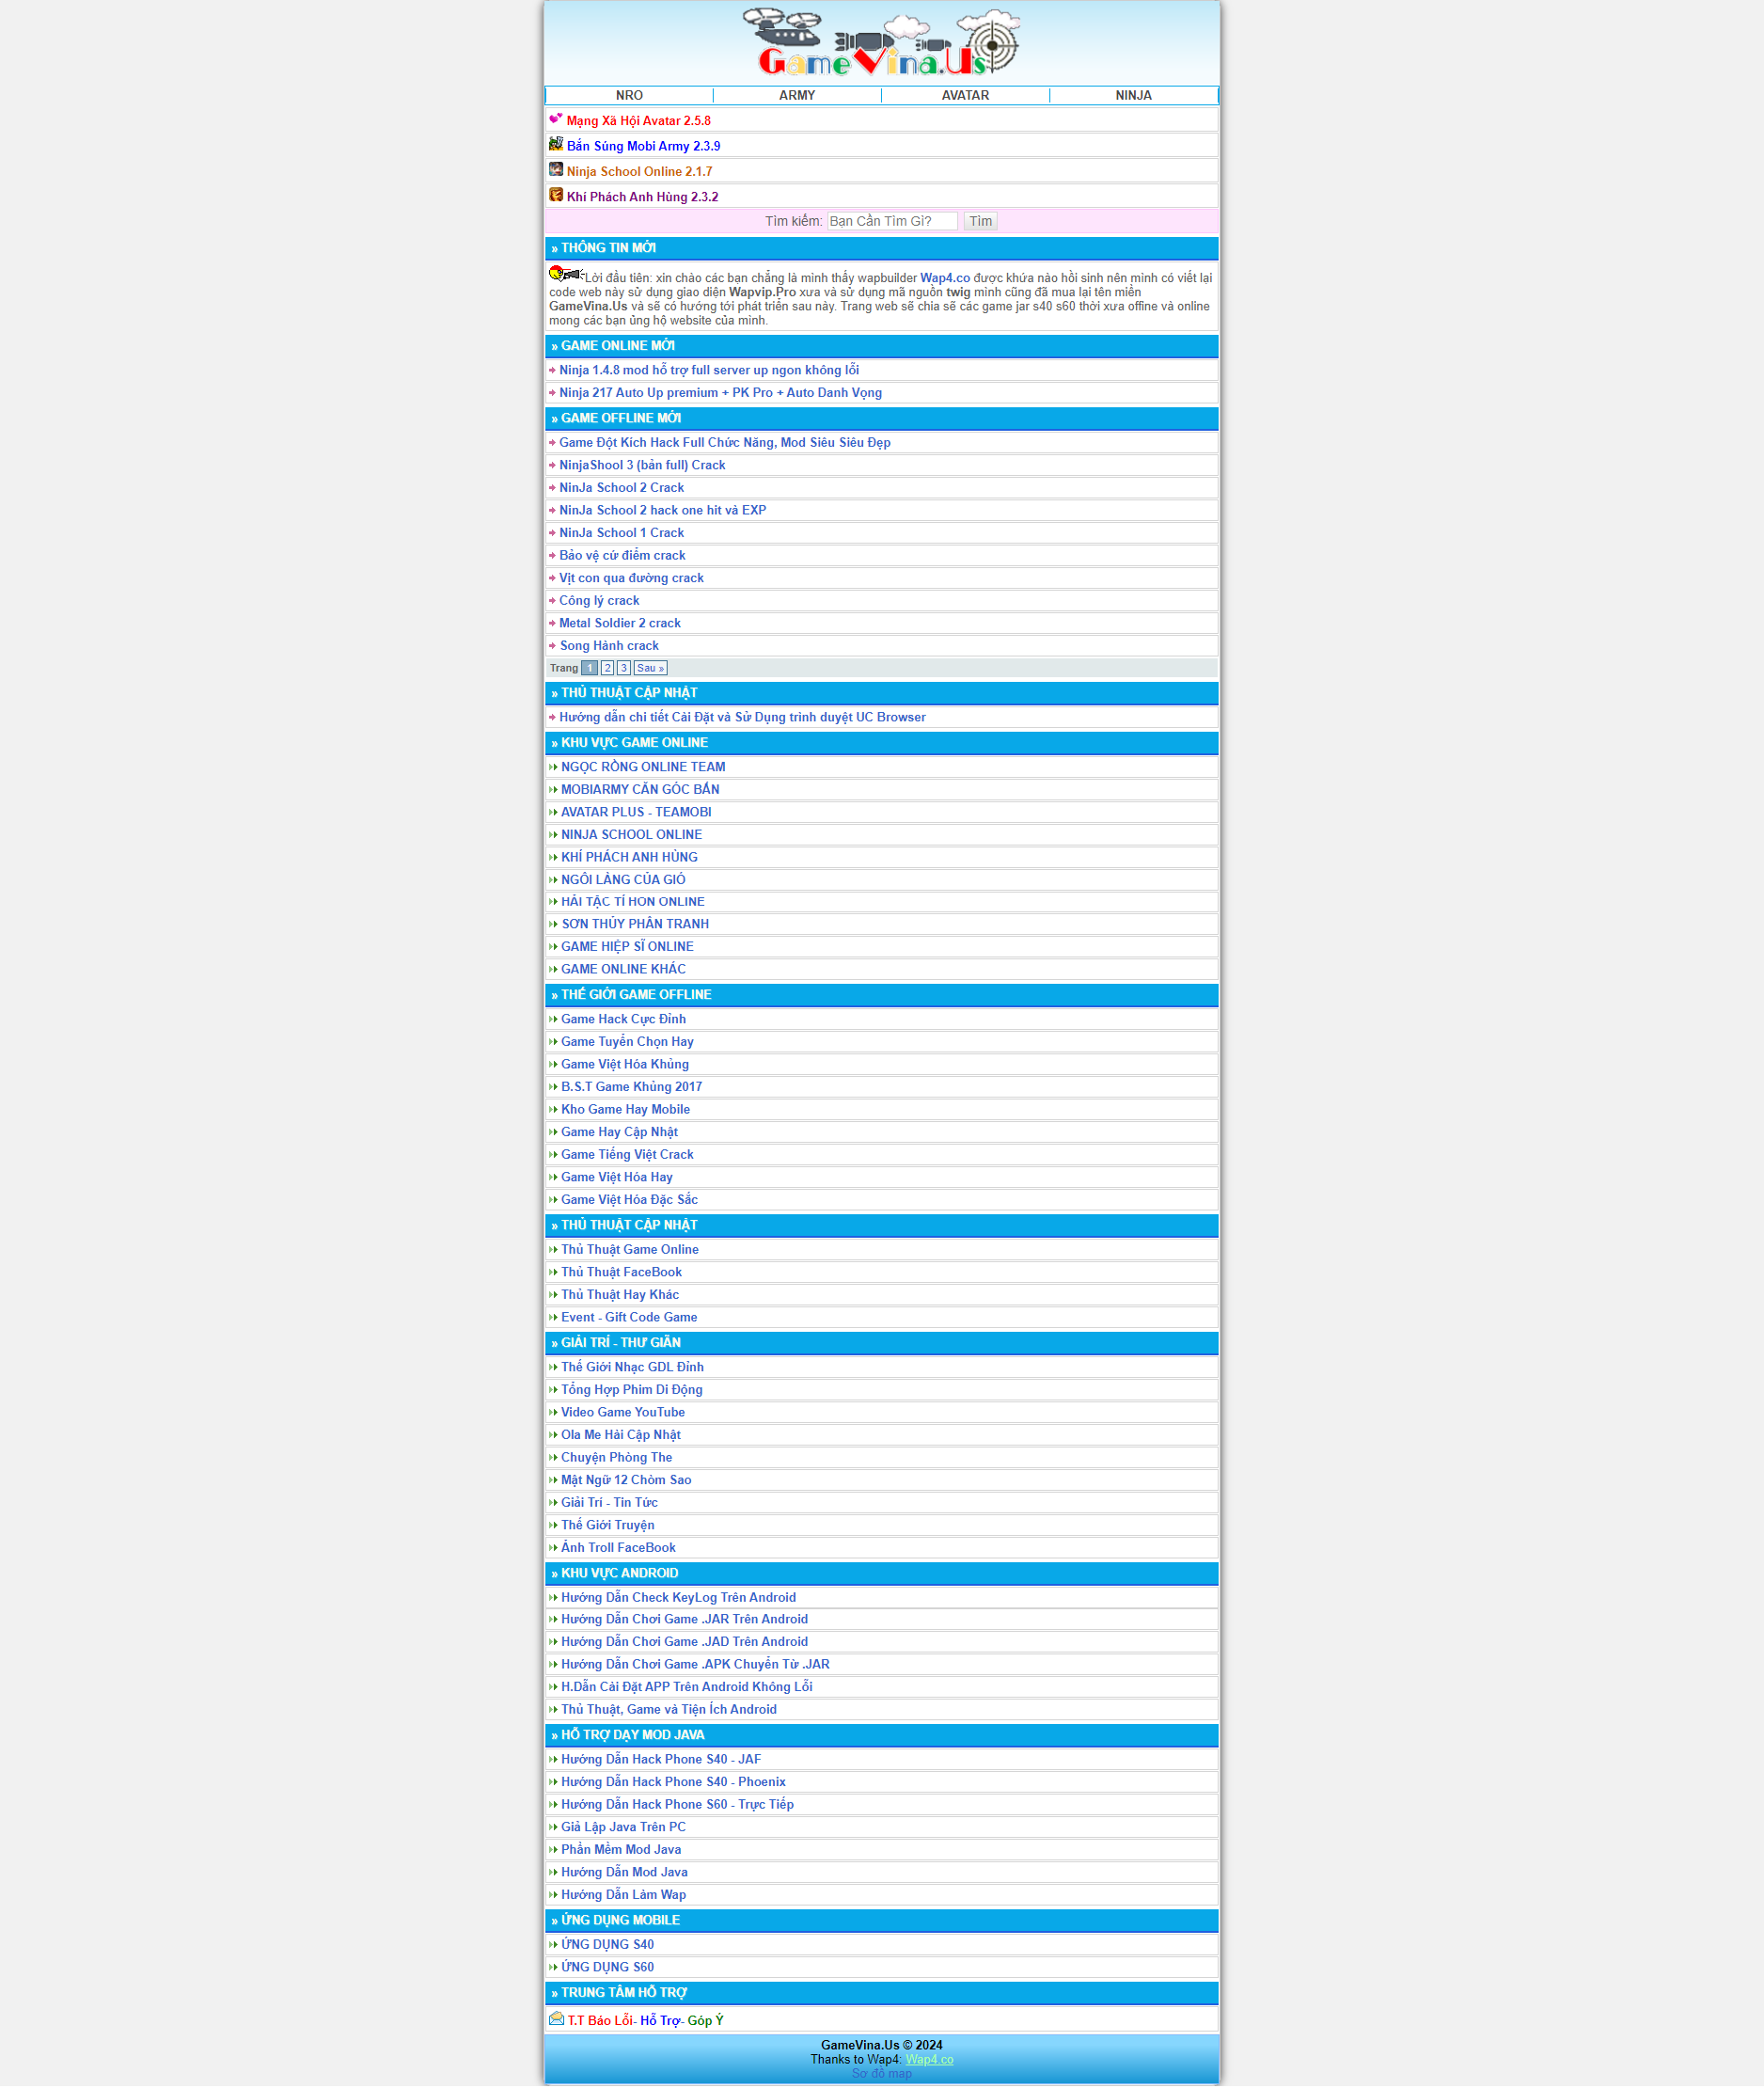 GameVina.Us
NRO ARMY AVATAR NINJA
Mạng Xã Hội Avatar 2.5.8
Bắn Súng Mobi Army 2.3.9
Ninja School Online 2.1.7
Khí Phách Anh Hùng 2.3.2
Tìm kiếm: Bạn Cần Tìm Gì? Tìm
» THÔNG TIN MỚI
Lời đầu tiên: xin chào các bạn chẳng là mình thấy wapbuilder Wap4.co được khứa nào hồi sinh nên mình có viết lại
code web này sử dụng giao diện Wapvip.Pro xưa và sử dụng mã nguồn twig mình cũng đã mua lại tên miền
GameVina.Us và sẽ có hướng tới phát triển sau này. Trang web sẽ chia sẽ các game jar s40 s60 thời xưa offine và online
mong các bạn ủng hộ website của mình.
» GAME ONLINE MỚI
Ninja 1.4.8 mod hỗ trợ full server up ngon không lỗi
Ninja 217 Auto Up premium + PK Pro + Auto Danh Vọng
» GAME OFFLINE MỚI
Game Đột Kích Hack Full Chức Năng, Mod Siêu Siêu Đẹp
NinjaShool 3 (bản full) Crack
NinJa School 2 Crack
NinJa School 2 hack one hit và EXP
NinJa School 1 Crack
Bảo vệ cứ điểm crack
Vịt con qua đường crack
Công lý crack
Metal Soldier 2 crack
Song Hành crack
Trang 1 2 3 Sau »
» THỦ THUẬT CẬP NHẬT
Hướng dẫn chi tiết Cài Đặt và Sử Dụng trình duyệt UC Browser
» KHU VỰC GAME ONLINE
NGỌC RỒNG ONLINE TEAM
MOBIARMY CĂN GÓC BẮN
AVATAR PLUS - TEAMOBI
NINJA SCHOOL ONLINE
KHÍ PHÁCH ANH HÙNG
NGÔI LÀNG CỦA GIÓ
HẢI TẶC TÍ HON ONLINE
SƠN THỦY PHÂN TRANH
GAME HIỆP SĨ ONLINE
GAME ONLINE KHÁC
» THẾ GIỚI GAME OFFLINE
Game Hack Cực Đỉnh
Game Tuyển Chọn Hay
Game Việt Hóa Khủng
B.S.T Game Khủng 2017
Kho Game Hay Mobile
Game Hay Cập Nhật
Game Tiếng Việt Crack
Game Việt Hóa Hay
Game Việt Hóa Đặc Sắc
» THỦ THUẬT CẬP NHẬT
Thủ Thuật Game Online
Thủ Thuật FaceBook
Thủ Thuật Hay Khác
Event - Gift Code Game
» GIẢI TRÍ - THƯ GIÃN
Thế Giới Nhạc GDL Đỉnh
Tổng Hợp Phim Di Động
Video Game YouTube
Ola Me Hải Cập Nhật
Chuyện Phòng The
Mật Ngữ 12 Chòm Sao
Giải Trí - Tin Tức
Thế Giới Truyện
Ảnh Troll FaceBook
» KHU VỰC ANDROID
Hướng Dẫn Check KeyLog Trên Android
Hướng Dẫn Chơi Game .JAR Trên Android
Hướng Dẫn Chơi Game .JAD Trên Android
Hướng Dẫn Chơi Game .APK Chuyển Từ .JAR
H.Dẫn Cài Đặt APP Trên Android Không Lỗi
Thủ Thuật, Game và Tiện Ích Android
» HỖ TRỢ DẠY MOD JAVA
Hướng Dẫn Hack Phone S40 - JAF
Hướng Dẫn Hack Phone S40 - Phoenix
Hướng Dẫn Hack Phone S60 - Trực Tiếp
Giả Lập Java Trên PC
Phần Mềm Mod Java
Hướng Dẫn Mod Java
Hướng Dẫn Làm Wap
» ỨNG DỤNG MOBILE
ỨNG DỤNG S40
ỨNG DỤNG S60
» TRUNG TÂM HỖ TRỢ
T.T Báo Lỗi- Hỗ Trợ- Góp Ý
GameVina.Us © 2024
Thanks to Wap4: Wap4.co
Sơ đồ map